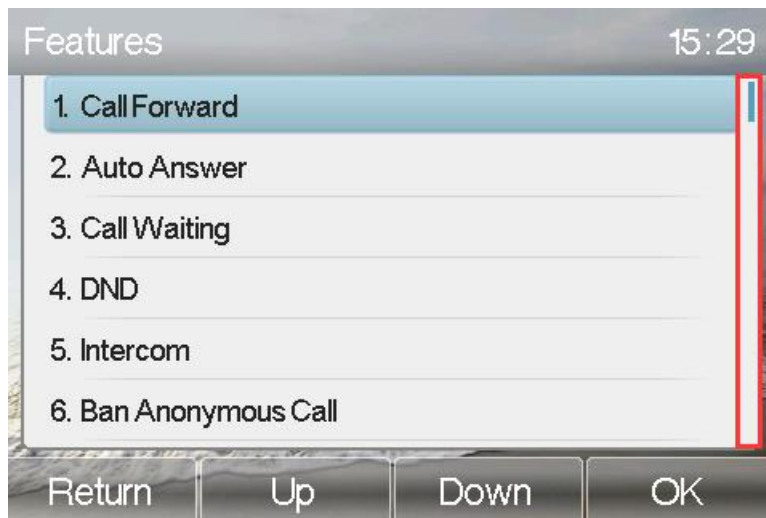 Features 15:29
1. Call Forward
2. Auto Answer
3. Call Waiting
4. DND
5. Intercom
6. Ban Anonymous Call
Return Up Down OK